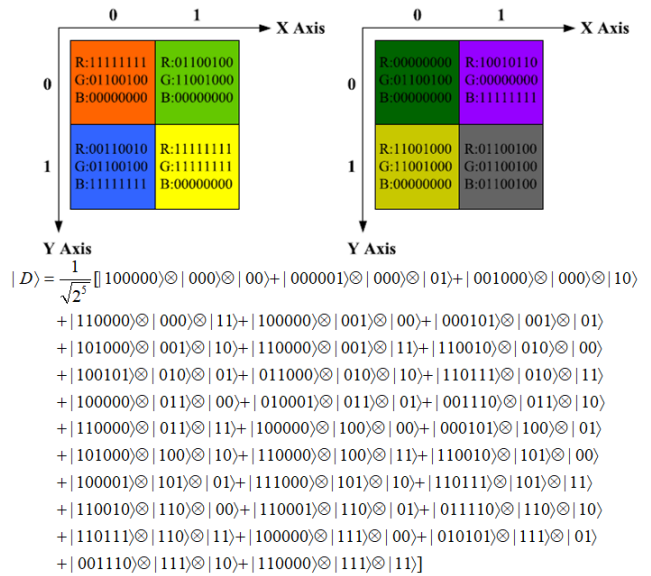 0 1
X Axis
0
R:11111111 R:01100100
G:01100100 G:11001000
B:00000000 B:00000000
1
R:00110010 R:11111111
G:01100100 G:11111111
B:11111111 B:00000000
Y Axis
0 1
X Axis
0
R:00000000 R:10010110
G:01100100 G:00000000
B:00000000 B:11111111
1
R:11001000 R:01100100
G:11001000 G:01100100
B:00000000 B:01100100
Y Axis
|D⟩=1/√2⁵[|100000⟩⊗|000⟩⊗|00⟩+|000001⟩⊗|000⟩⊗|01⟩+|001000⟩⊗|000⟩⊗|10⟩
+|110000⟩⊗|000⟩⊗|11⟩+|100000⟩⊗|001⟩⊗|00⟩+|000101⟩⊗|001⟩⊗|01⟩
+|101000⟩⊗|001⟩⊗|10⟩+|110000⟩⊗|001⟩⊗|11⟩+|110010⟩⊗|010⟩⊗|00⟩
+|100101⟩⊗|010⟩⊗|01⟩+|011000⟩⊗|010⟩⊗|10⟩+|110111⟩⊗|010⟩⊗|11⟩
+|100000⟩⊗|011⟩⊗|00⟩+|010001⟩⊗|011⟩⊗|01⟩+|001110⟩⊗|011⟩⊗|10⟩
+|110000⟩⊗|011⟩⊗|11⟩+|100000⟩⊗|100⟩⊗|00⟩+|000101⟩⊗|100⟩⊗|01⟩
+|101000⟩⊗|100⟩⊗|10⟩+|110000⟩⊗|100⟩⊗|11⟩+|110010⟩⊗|101⟩⊗|00⟩
+|100001⟩⊗|101⟩⊗|01⟩+|111000⟩⊗|101⟩⊗|10⟩+|110111⟩⊗|101⟩⊗|11⟩
+|110010⟩⊗|110⟩⊗|00⟩+|110001⟩⊗|110⟩⊗|01⟩+|011110⟩⊗|110⟩⊗|10⟩
+|110111⟩⊗|110⟩⊗|11⟩+|100000⟩⊗|111⟩⊗|00⟩+|010101⟩⊗|111⟩⊗|01⟩
+|001110⟩⊗|111⟩⊗|10⟩+|110000⟩⊗|111⟩⊗|11⟩]